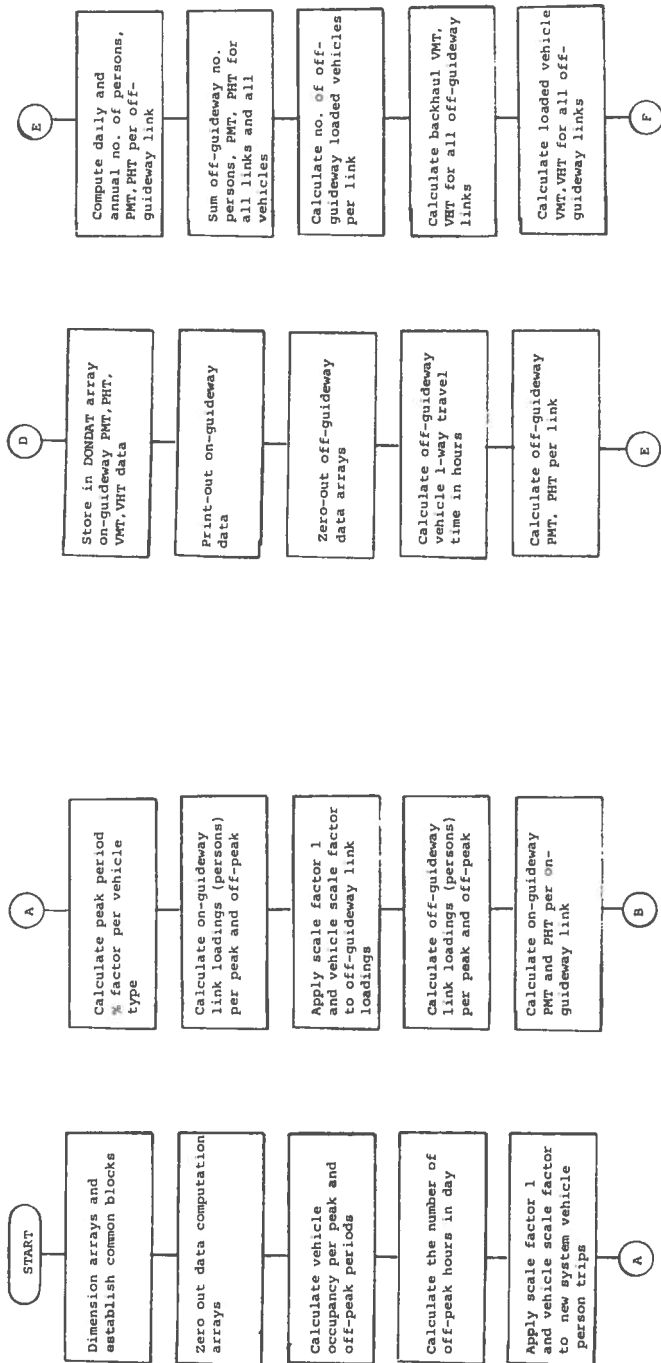 START
Dimension arrays and
establish common blocks
Zero out data computation
arrays
Calculate vehicle
occupancy per peak and
off-peak periods
Calculate the number of
off-peak hours in day
Apply scale factor 1
and vehicle scale factor
to new system vehicle
person trips
A
A
Calculate peak period
% factor per vehicle
type
Calculate on-guideway
link loadings (persons)
per peak and off-peak
Apply scale factor 1
and vehicle scale factor
to off-guideway link
loadings
Calculate off-guideway
link loadings (persons)
per peak and off-peak
Calculate on-guideway
PMT and PHT per on-
guideway link
B
D
Store in DONDAT array
on-guideway PMT,PHT,
VMT,VHT data
Print-out on-guideway
data
Zero-out off-guideway
data arrays
Calculate off-guideway
vehicle 1-way travel
time in hours
Calculate off-guideway
PMT, PHT per link
E
E
Compute daily and
annual no. of persons,
PMT,PHT per off-
guideway link
Sum off-guideway no.
persons, PMT, PHT for
all links and all
vehicles
Calculate no. of off-
guideway loaded vehicles
per link
Calculate backhaul VMT,
VHT for all off-guideway
links
Calculate loaded vehicle
VMT,VHT for all off-
guideway links
F